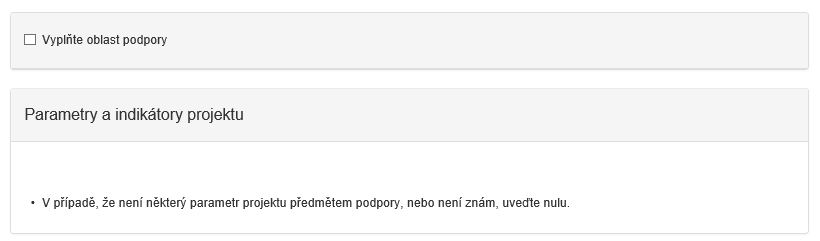 Vyplňte oblast podpory
Parametry a indikátory projektu
• V případě, že není některý parametr projektu předmětem podpory, nebo není znám, uveďte nulu.